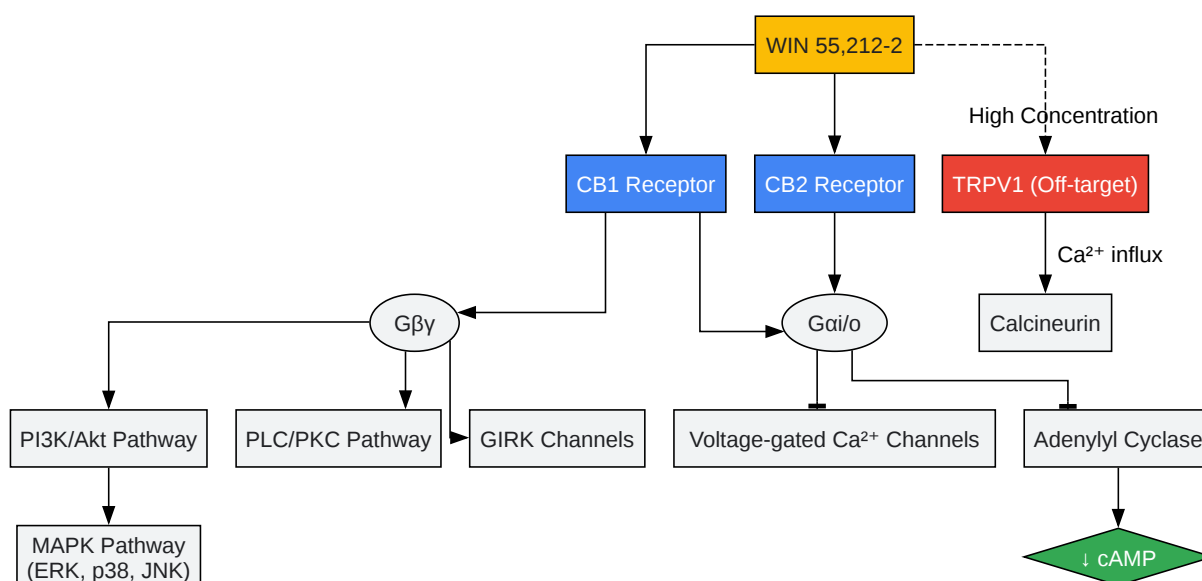 WIN 55,212-2
High Concentration
CB1 Receptor
CB2 Receptor
TRPV1 (Off-target)
Ca²⁺ influx
Gβγ
Gαi/o
Calcineurin
PI3K/Akt Pathway
PLC/PKC Pathway
GIRK Channels
Voltage-gated Ca²⁺ Channels
Adenylyl Cyclase
MAPK Pathway
(ERK, p38, JNK)
↓ cAMP